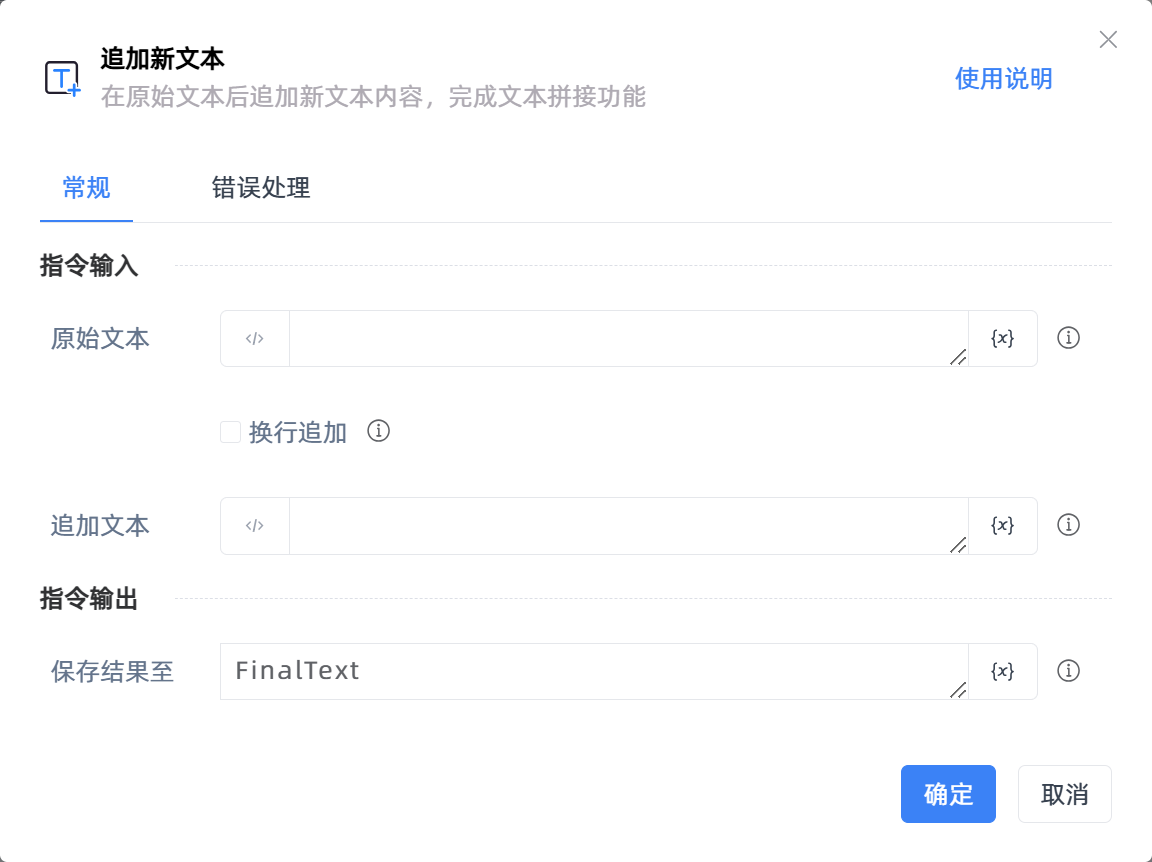 追加新文本
在原始文本后追加新文本内容，完成文本拼接功能
使用说明
常规
错误处理
指令输入
原始文本
</>
{x}
换行追加
追加文本
</>
{x}
指令输出
保存结果至
FinalText
{x}
确定
取消